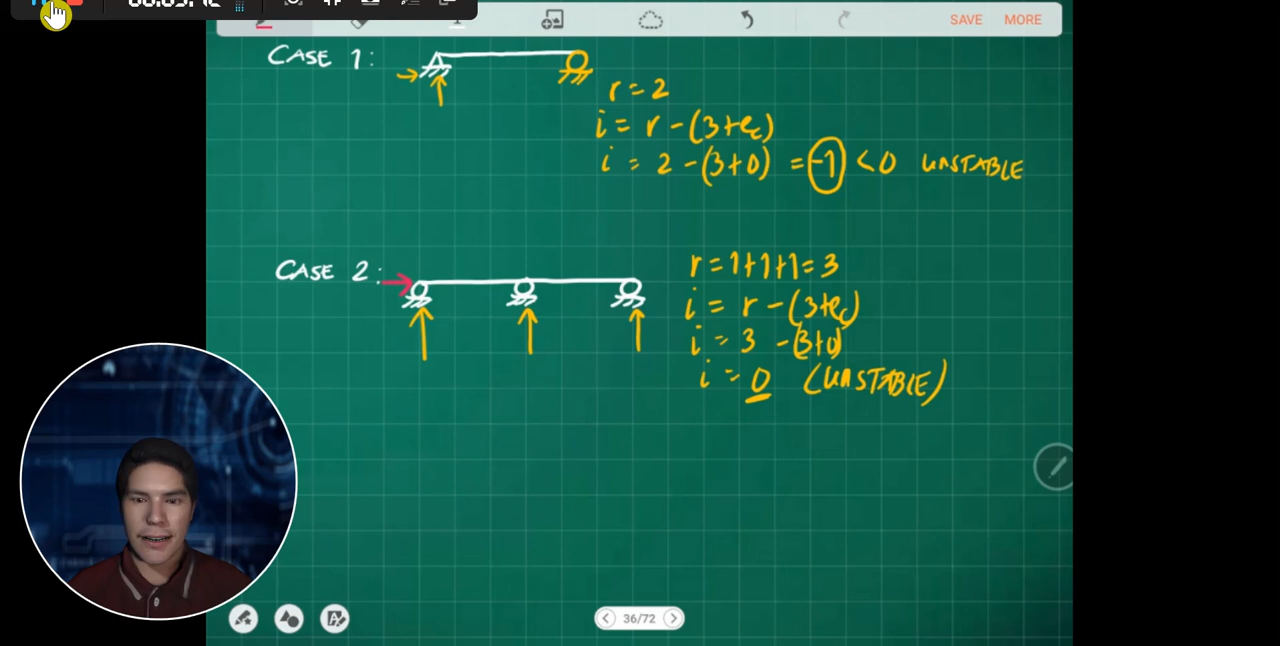 SAVE MORE
CASE 1:
r = 2
i = r - (3+ec)
i = 2 - (3+0) = -1 < 0 UNSTABLE
CASE 2:
r = 1+1+1 = 3
i = r - (3+ec)
i = 3 - (3+0)
i = 0 (UNSTABLE)
36/72